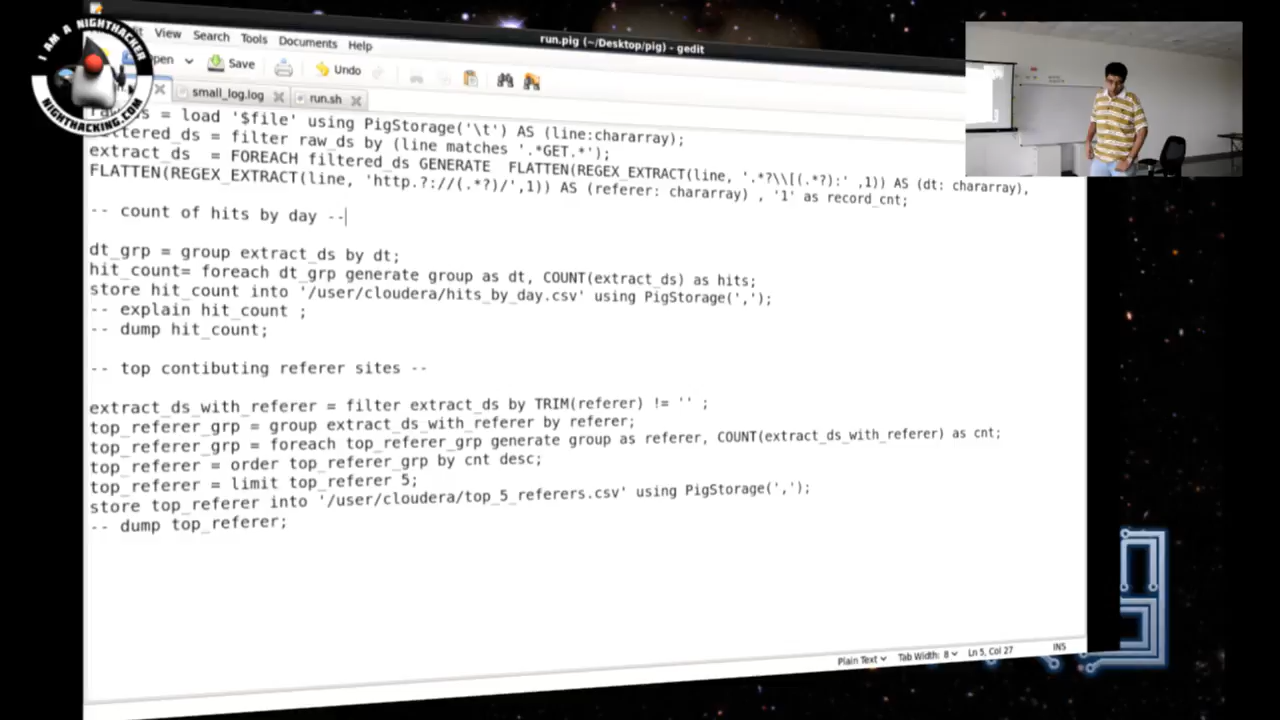 I AM A NIGHTHACKER
NIGHTHACKING.COM
run.pig (~/Desktop/pig) - gedit
View Search Tools Documents Help
Save Undo
small_log.log run.sh
= load '$file' using PigStorage('\t') AS (line:chararray);
= filter raw_ds by (line matches '.*GET.*');
extract_ds = FOREACH filtered_ds GENERATE FLATTEN(REGEX_EXTRACT(line, '.*?\\[(.*?):' ,1)) AS (dt: chararray),
FLATTEN(REGEX_EXTRACT(line, 'http.?://(.*?)/',1)) AS (referer: chararray) , '1' as record_cnt;
-- count of hits by day --
dt_grp = group extract_ds by dt;
hit_count= foreach dt_grp generate group as dt, COUNT(extract_ds) as hits;
store hit_count into '/user/cloudera/hits_by_day.csv' using PigStorage(',');
-- explain hit_count ;
-- dump hit_count;
-- top contibuting referer sites --
extract_ds_with_referer = filter extract_ds by TRIM(referer) != '' ;
top_referer_grp = group extract_ds_with_referer by referer;
top_referer_grp = foreach top_referer_grp generate group as referer, COUNT(extract_ds_with_referer) as cnt;
top_referer = order top_referer_grp by cnt desc;
top_referer = limit top_referer 5;
store top_referer into '/user/cloudera/top_5_referers.csv' using PigStorage(',');
-- dump top_referer;
Plain Text Tab Width: 8 Ln 5, Col 27 INS